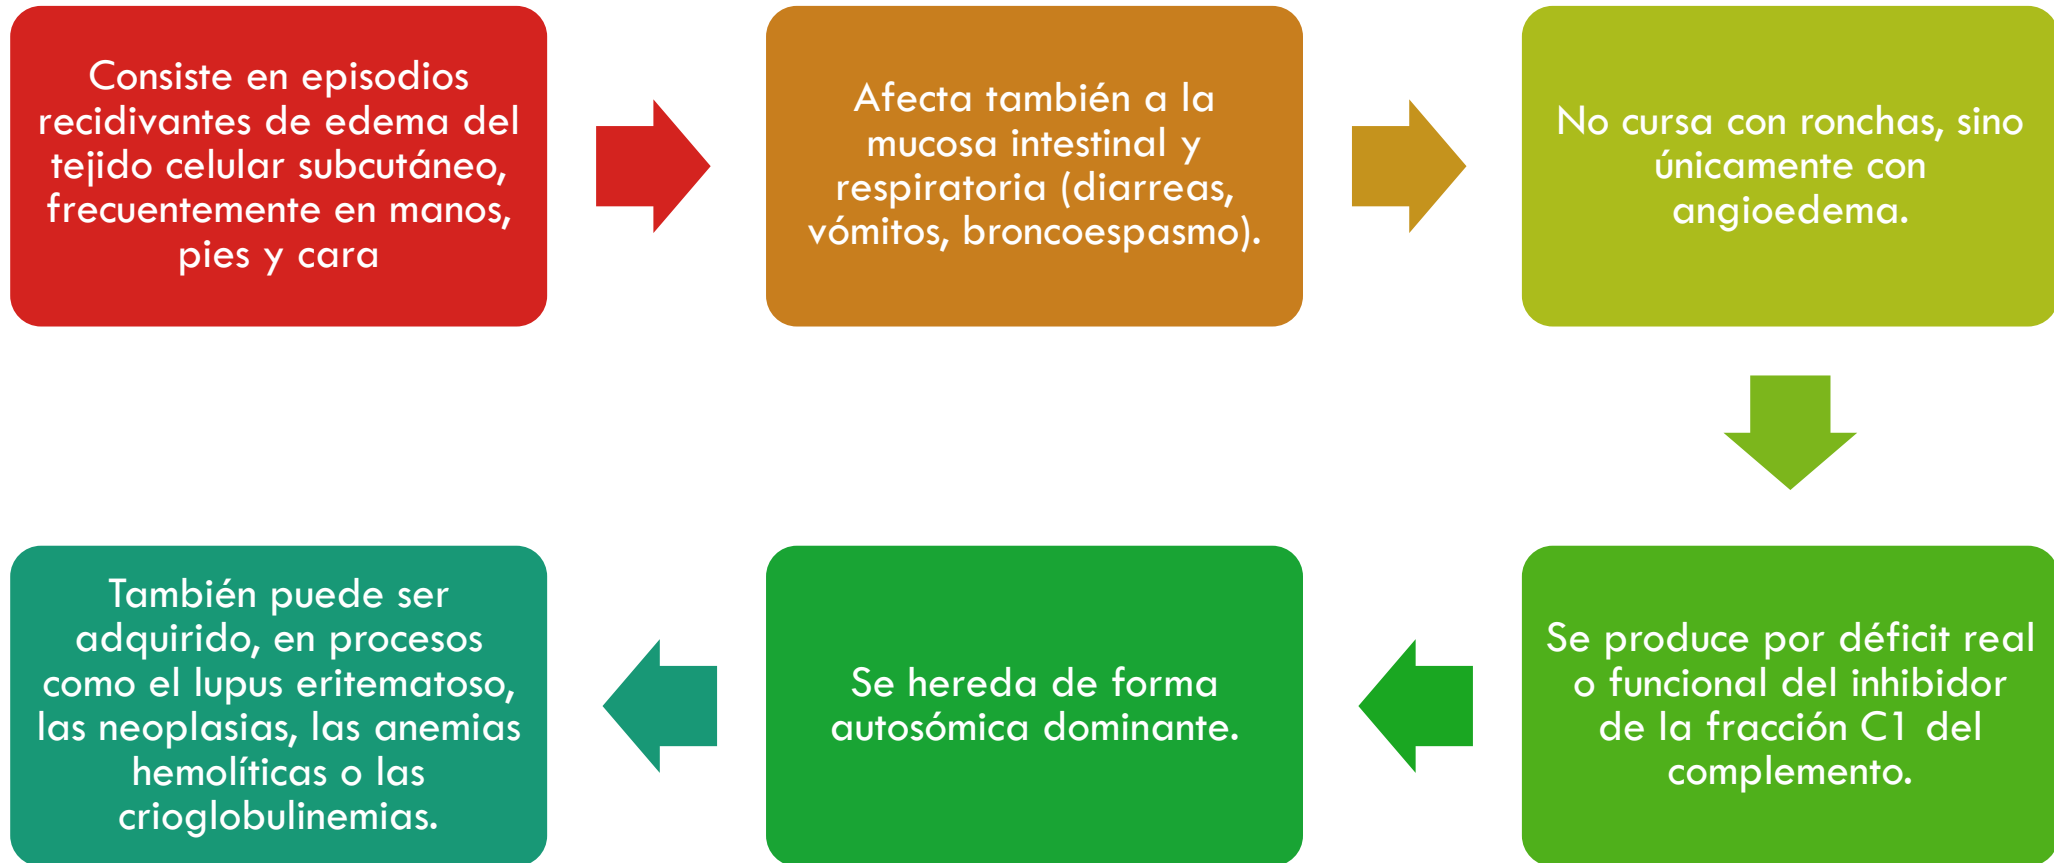 Consiste en episodios
recidivantes de edema del
tejido celular subcutáneo,
frecuentemente en manos,
pies y cara
Afecta también a la
mucosa intestinal y
respiratoria (diarreas,
vómitos, broncoespasmo).
No cursa con ronchas, sino
únicamente con
angioedema.
Se produce por déficit real
o funcional del inhibidor
de la fracción C1 del
complemento.
Se hereda de forma
autosómica dominante.
También puede ser
adquirido, en procesos
como el lupus eritematoso,
las neoplasias, las anemias
hemolíticas o las
crioglobulinemias.